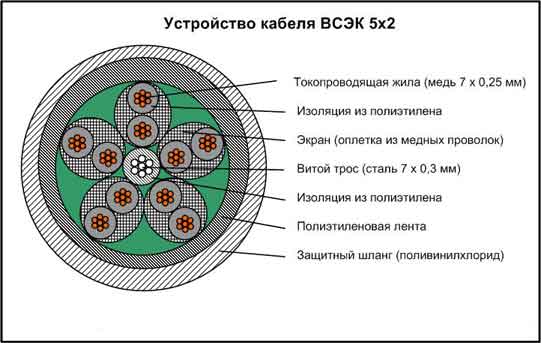 Устройство кабеля ВСЭК 5х2
Токопроводящая жила (медь 7 х 0,25 мм)
Изоляция из полиэтилена
Экран (оплетка из медных проволок)
Витой трос (сталь 7 х 0,3 мм)
Изоляция из полиэтилена
Полиэтиленовая лента
Защитный шланг (поливинилхлорид)